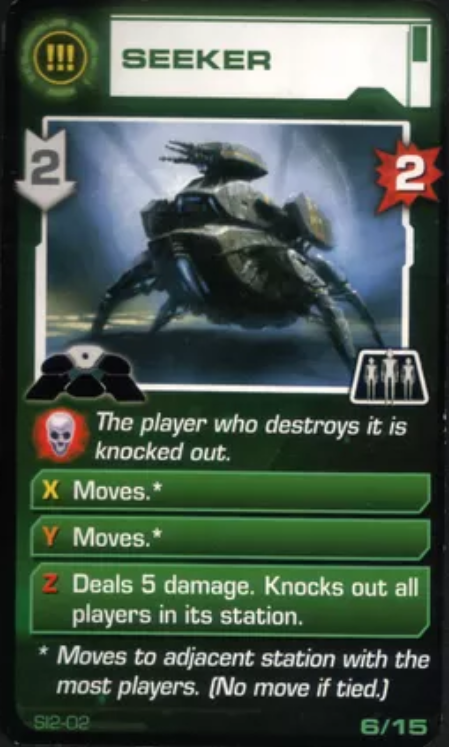 !!!
SEEKER
2
2
The player who destroys it is
knocked out.
X Moves.*
Y Moves.*
Z Deals 5 damage. Knocks out all
players in its station.
* Moves to adjacent station with the
most players. (No move if tied.)
SI2-02
6/15